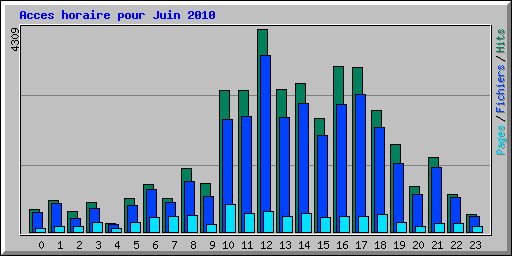 Acces horaire pour Juin 2010
4309
Pages / Fichiers / Hits
0 1 2 3 4 5 6 7 8 9 10 11 12 13 14 15 16 17 18 19 20 21 22 23